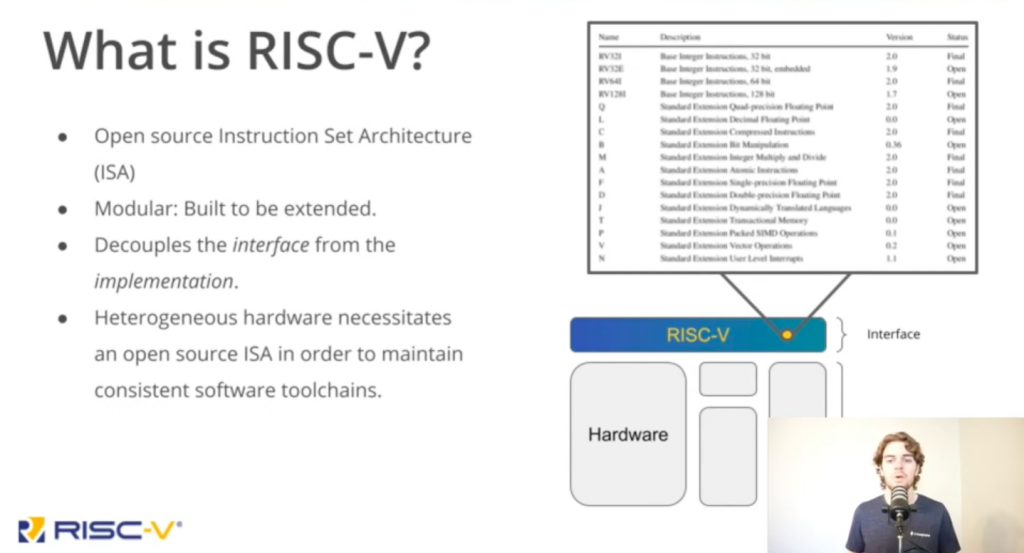 What is RISC-V?
● Open source Instruction Set Architecture
(ISA)
● Modular: Built to be extended.
● Decouples the interface from the
implementation.
● Heterogeneous hardware necessitates
an open source ISA in order to maintain
consistent software toolchains.
Name Description Version Status
RV32I Base Integer Instructions, 32 bit 2.0 Final
RV32E Base Integer Instructions, 32 bit, embedded 1.9 Open
RV64I Base Integer Instructions, 64 bit 2.0 Final
RV128I Base Integer Instructions, 128 bit 1.7 Open
Q Standard Extension Quad-precision Floating Point 2.0 Final
L Standard Extension Decimal Floating Point 0.0 Open
C Standard Extension Compressed Instructions 2.0 Final
B Standard Extension Bit Manipulation 0.36 Open
M Standard Extension Integer Multiply and Divide 2.0 Final
A Standard Extension Atomic Instructions 2.0 Final
F Standard Extension Single-precision Floating Point 2.0 Final
D Standard Extension Double-precision Floating Point 2.0 Final
J Standard Extension Dynamically Translated Languages 0.0 Open
T Standard Extension Transactional Memory 0.0 Open
P Standard Extension Packed SIMD Operations 0.1 Open
V Standard Extension Vector Operations 0.2 Open
N Standard Extension User Level Interrupts 1.1 Open
RISC-V
Interface
Hardware
RISC-V®